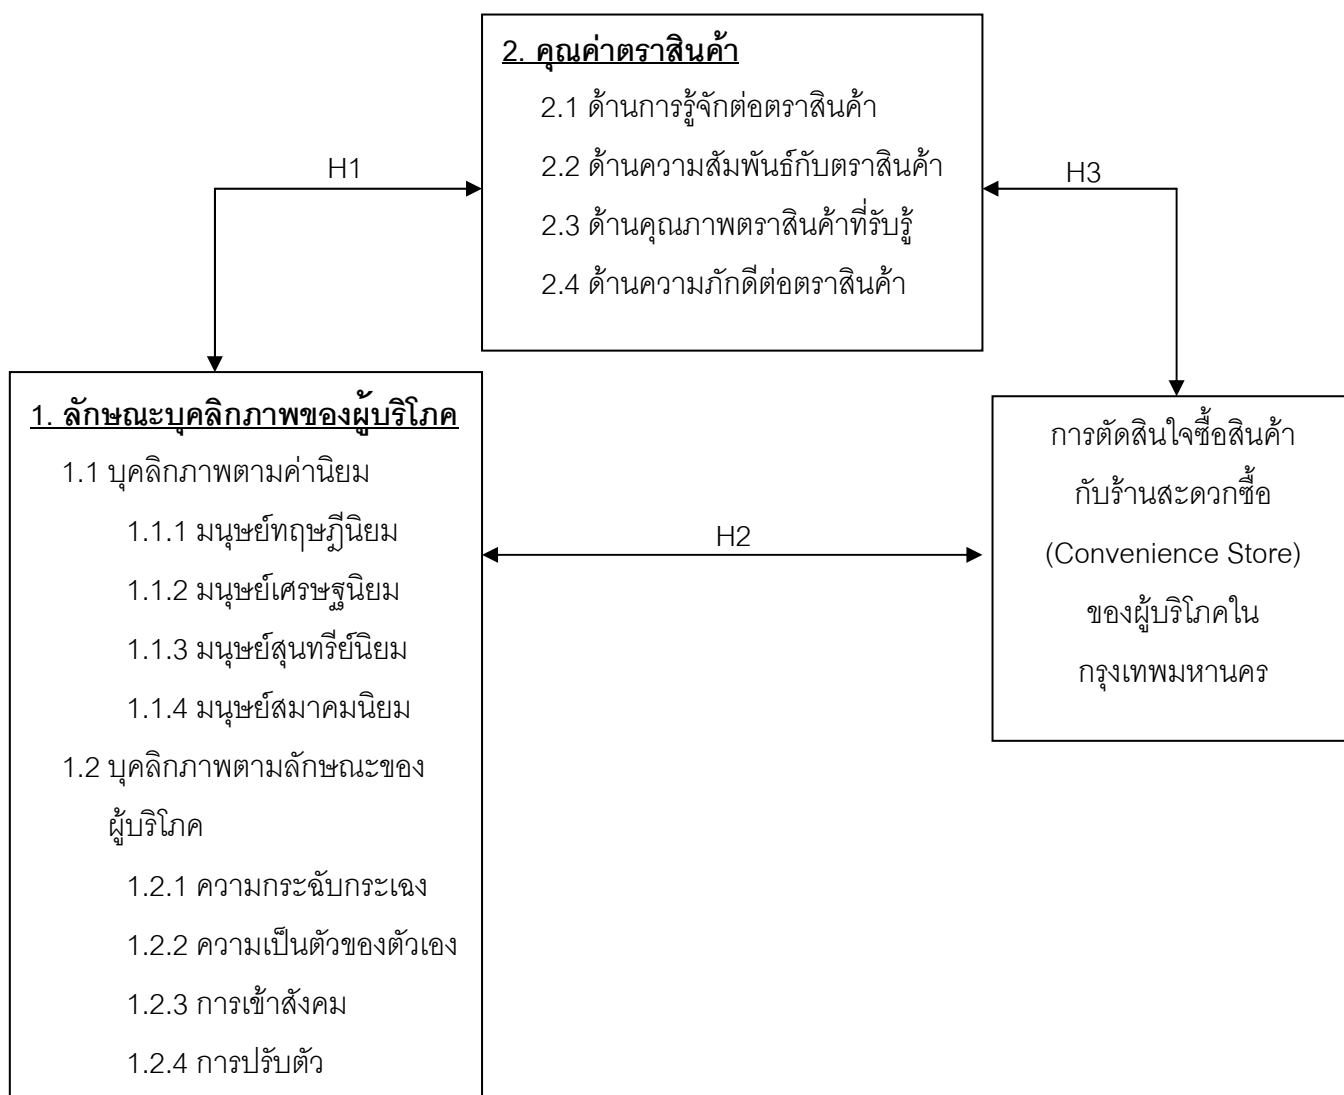 2. คุณค่าตราสินค้า
2.1 ด้านการรู้จักต่อตราสินค้า
2.2 ด้านความสัมพันธ์กับตราสินค้า
2.3 ด้านคุณภาพตราสินค้าที่รับรู้
2.4 ด้านความภักดีต่อตราสินค้า
H1
H3
1. ลักษณะบุคลิกภาพของผู้บริโภค
1.1 บุคลิกภาพตามค่านิยม
1.1.1 มนุษย์ทฤษฎีนิยม
1.1.2 มนุษย์เศรษฐนิยม
1.1.3 มนุษย์สุนทรีย์นิยม
1.1.4 มนุษย์สมาคมนิยม
1.2 บุคลิกภาพตามลักษณะของ
ผู้บริโภค
1.2.1 ความกระฉับกระเฉง
1.2.2 ความเป็นตัวของตัวเอง
1.2.3 การเข้าสังคม
1.2.4 การปรับตัว
H2
การตัดสินใจซื้อสินค้า
กับร้านสะดวกซื้อ
(Convenience Store)
ของผู้บริโภคใน
กรุงเทพมหานคร